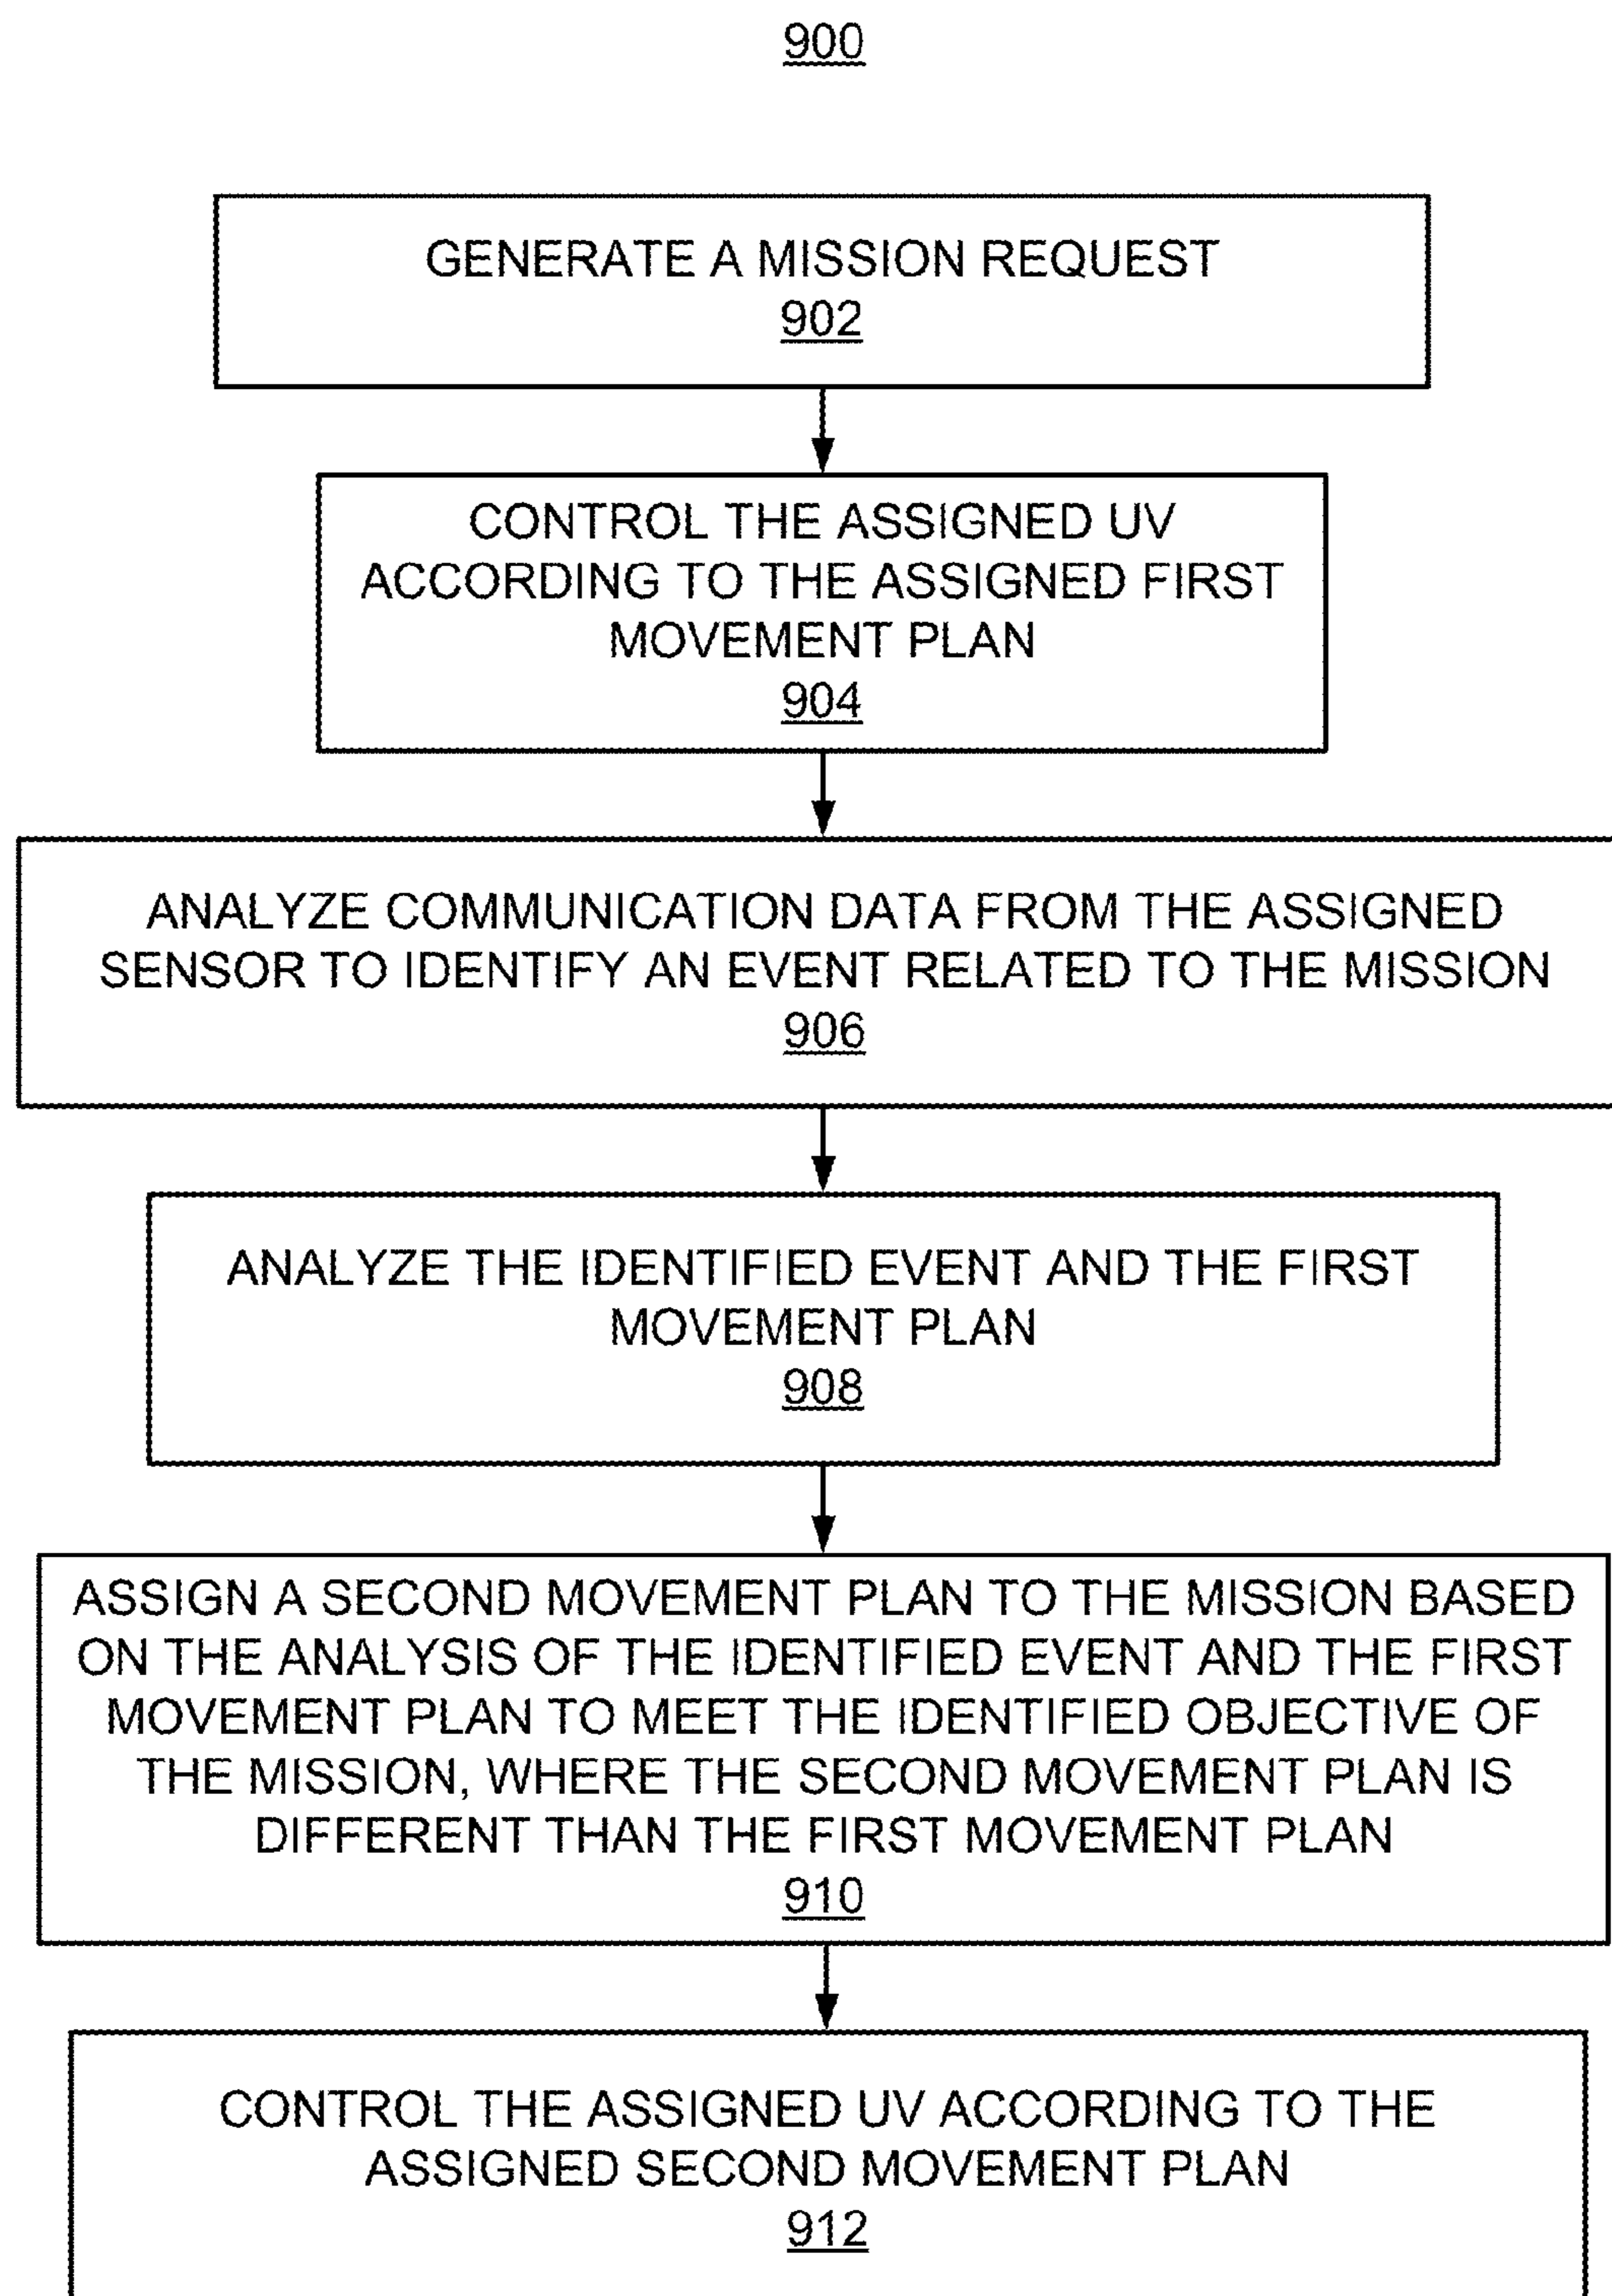 900
GENERATE A MISSION REQUEST
902
CONTROL THE ASSIGNED UV
ACCORDING TO THE ASSIGNED FIRST
MOVEMENT PLAN
904
ANALYZE COMMUNICATION DATA FROM THE ASSIGNED
SENSOR TO IDENTIFY AN EVENT RELATED TO THE MISSION
906
ANALYZE THE IDENTIFIED EVENT AND THE FIRST
MOVEMENT PLAN
908
ASSIGN A SECOND MOVEMENT PLAN TO THE MISSION BASED
ON THE ANALYSIS OF THE IDENTIFIED EVENT AND THE FIRST
MOVEMENT PLAN TO MEET THE IDENTIFIED OBJECTIVE OF
THE MISSION, WHERE THE SECOND MOVEMENT PLAN IS
DIFFERENT THAN THE FIRST MOVEMENT PLAN
910
CONTROL THE ASSIGNED UV ACCORDING TO THE
ASSIGNED SECOND MOVEMENT PLAN
912